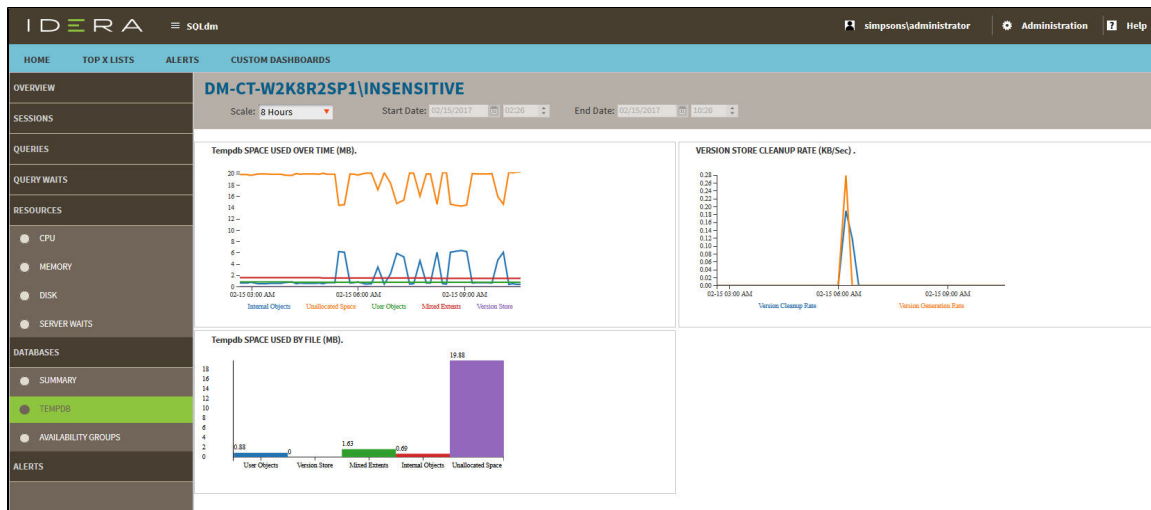 IDERA SQLdm simpsons\administrator Administration ? Help
HOME TOP X LISTS ALERTS CUSTOM DASHBOARDS
OVERVIEW
SESSIONS
QUERIES
QUERY WAITS
RESOURCES
CPU
MEMORY
DISK
SERVER WAITS
DATABASES
SUMMARY
TEMPDB
AVAILABILITY GROUPS
ALERTS
DM-CT-W2K8R2SP1\INSENSITIVE
Scale: 8 Hours Start Date: 02/15/2017 02:26 End Date: 02/15/2017 10:26
Tempdb SPACE USED OVER TIME (MB).
20
18
16
14
12
10
8
6
4
2
0
02-15 03:00 AM 02-15 06:00 AM 02-15 09:00 AM
Internal Objects Unallocated Space User Objects Mixed Extents Version Store
VERSION STORE CLEANUP RATE (KB/Sec) .
0.28
0.26
0.24
0.22
0.20
0.18
0.16
0.14
0.12
0.10
0.08
0.06
0.04
0.02
0.00
02-15 03:00 AM 02-15 06:00 AM 02-15 09:00 AM
Version Cleanup Rate Version Generation Rate
Tempdb SPACE USED BY FILE (MB).
18
16
14
12
10
8
6
4
2
0
0.88 0 1.63 0.69 19.88
User Objects Version Store Mixed Extents Internal Objects Unallocated Space